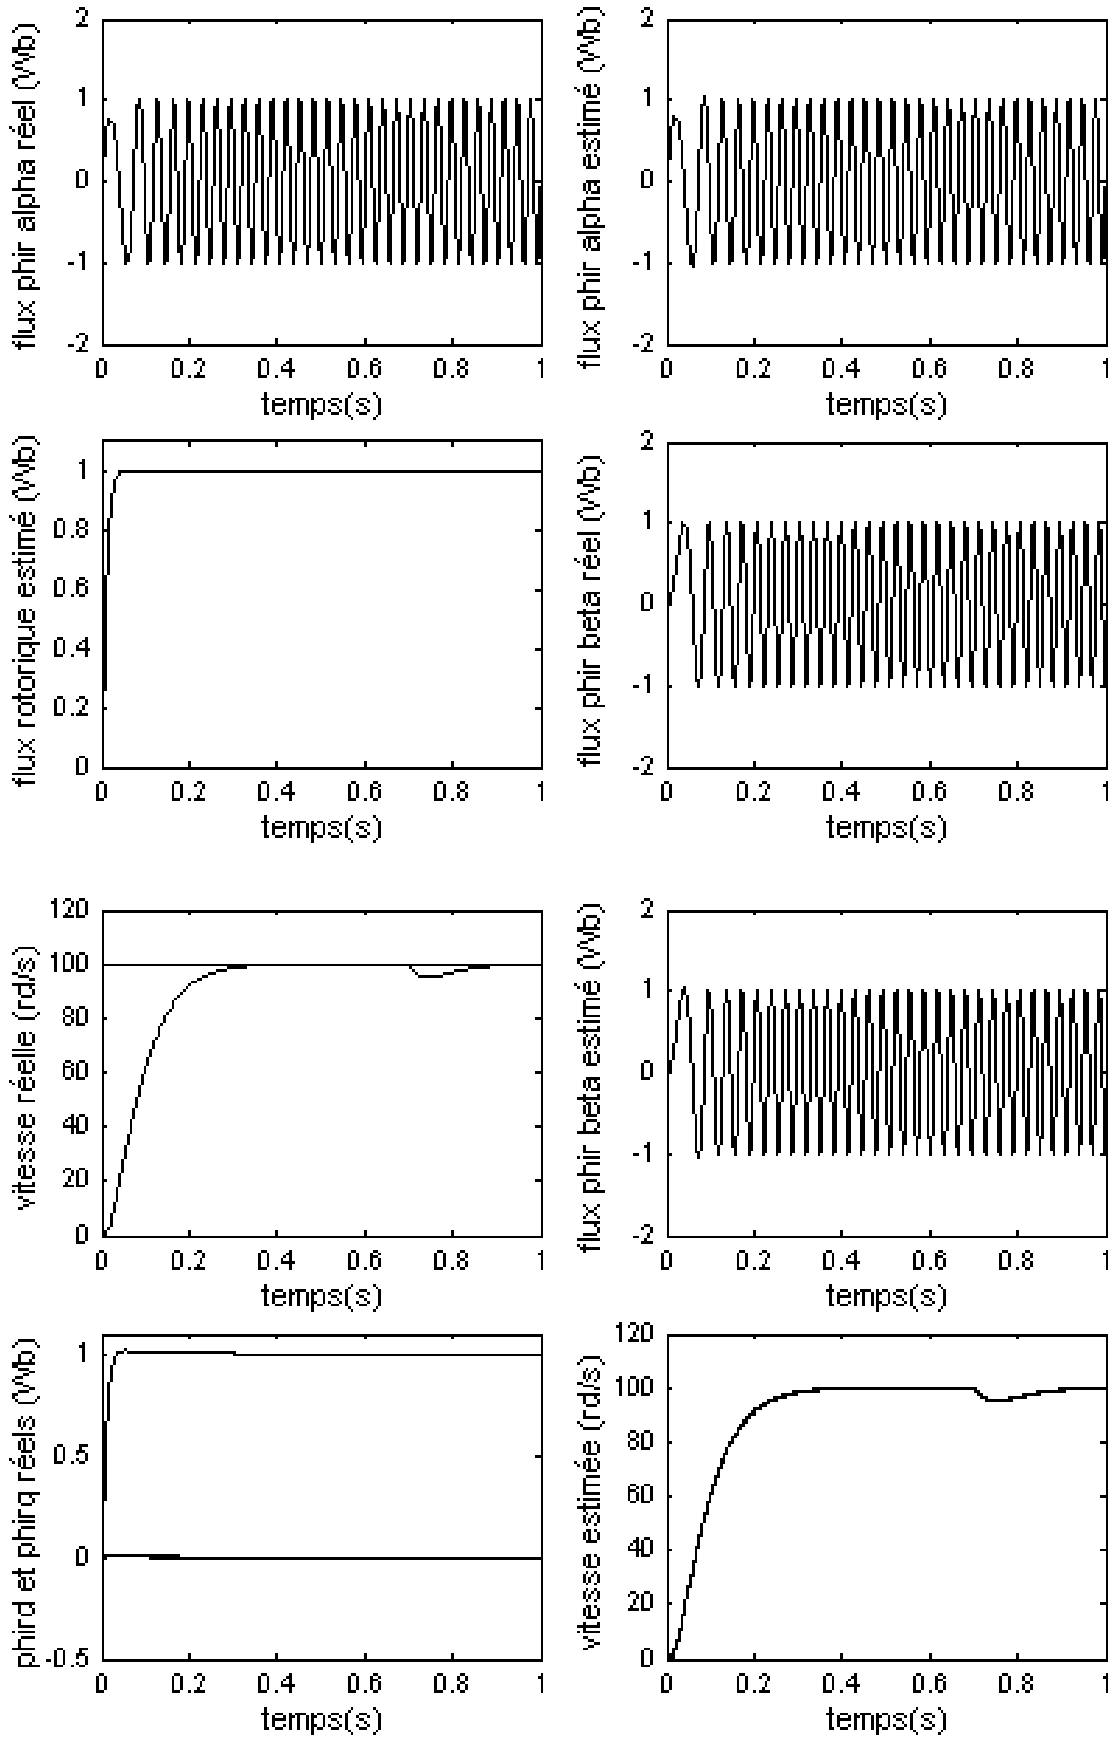 flux phir alpha réel (Wb)
2
1
0
-1
-2
0 0.2 0.4 0.6 0.8 1
temps(s)
flux phir alpha estimé (Wb)
2
1
0
-1
-2
0 0.2 0.4 0.6 0.8 1
temps(s)
flux rotorique estimé (Wb)
1
0.8
0.6
0.4
0.2
0
0 0.2 0.4 0.6 0.8 1
temps(s)
flux phir beta réel (Wb)
2
1
0
-1
-2
0 0.2 0.4 0.6 0.8 1
temps(s)
vitesse réelle (rd/s)
120
100
80
60
40
20
0
0 0.2 0.4 0.6 0.8 1
temps(s)
flux phir beta estimé (Wb)
2
1
0
-1
-2
0 0.2 0.4 0.6 0.8 1
temps(s)
phird et phirq réels (Wb)
1
0.5
0
-0.5
0 0.2 0.4 0.6 0.8 1
temps(s)
vitesse estimée (rd/s)
120
100
80
60
40
20
0
0 0.2 0.4 0.6 0.8 1
temps(s)